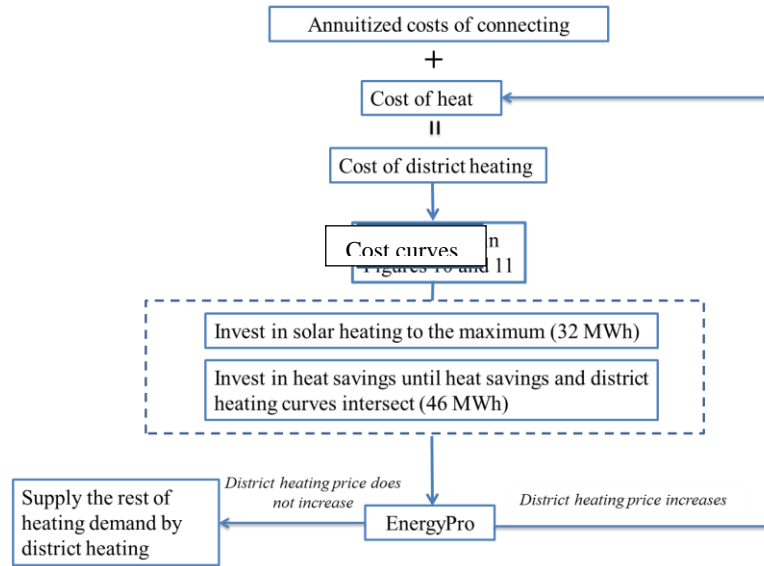 Annuitized costs of connecting
+
Cost of heat
=
Cost of district heating
Cost curves in
Figures 10 and 11
Invest in solar heating to the maximum (32 MWh)
Invest in heat savings until heat savings and district
heating curves intersect (46 MWh)
District heating price does
not increase
District heating price increases
Supply the rest of
heating demand by
district heating
EnergyPro